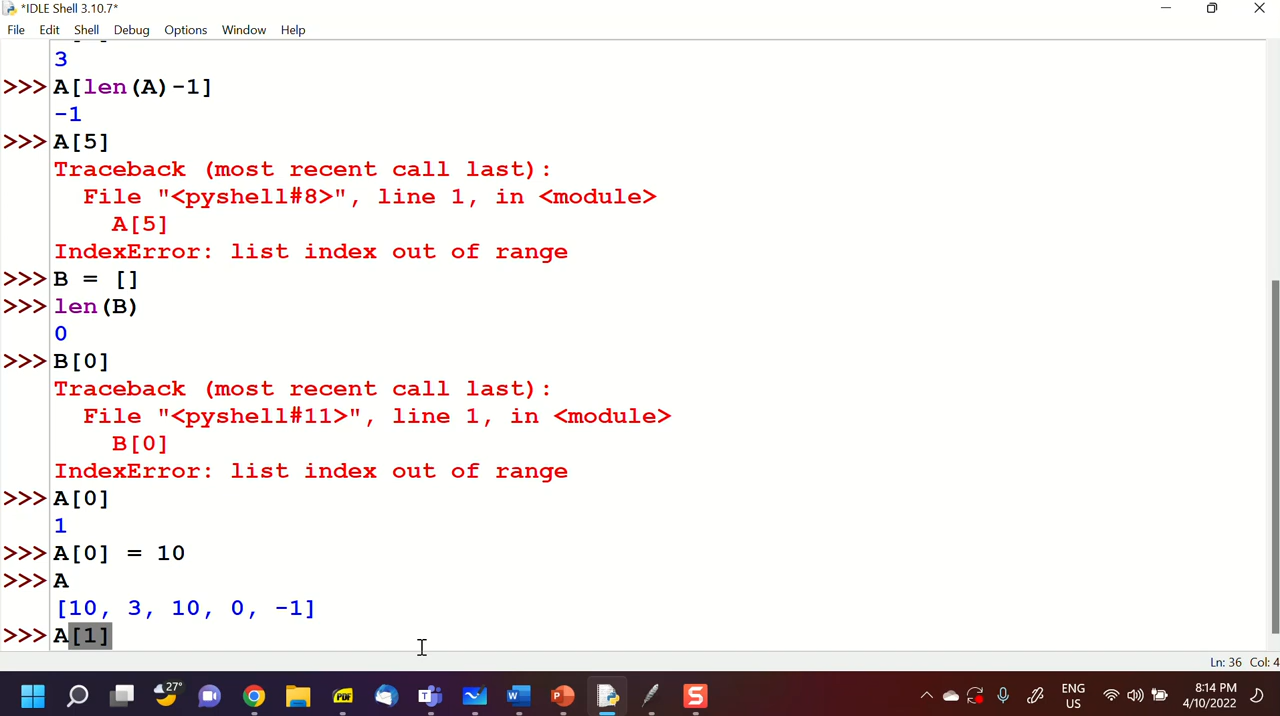 *IDLE Shell 3.10.7*
File Edit Shell Debug Options Window Help
3
>>> A[len(A)-1]
-1
>>> A[5]
Traceback (most recent call last):
File "<pyshell#8>", line 1, in <module>
A[5]
IndexError: list index out of range
>>> B = []
>>> len(B)
0
>>> B[0]
Traceback (most recent call last):
File "<pyshell#11>", line 1, in <module>
B[0]
IndexError: list index out of range
>>> A[0]
1
>>> A[0] = 10
>>> A
[10, 3, 10, 0, -1]
>>> A[1]
Ln: 36 Col: 4
27°
PDF
ENG
US
8:14 PM
4/10/2022